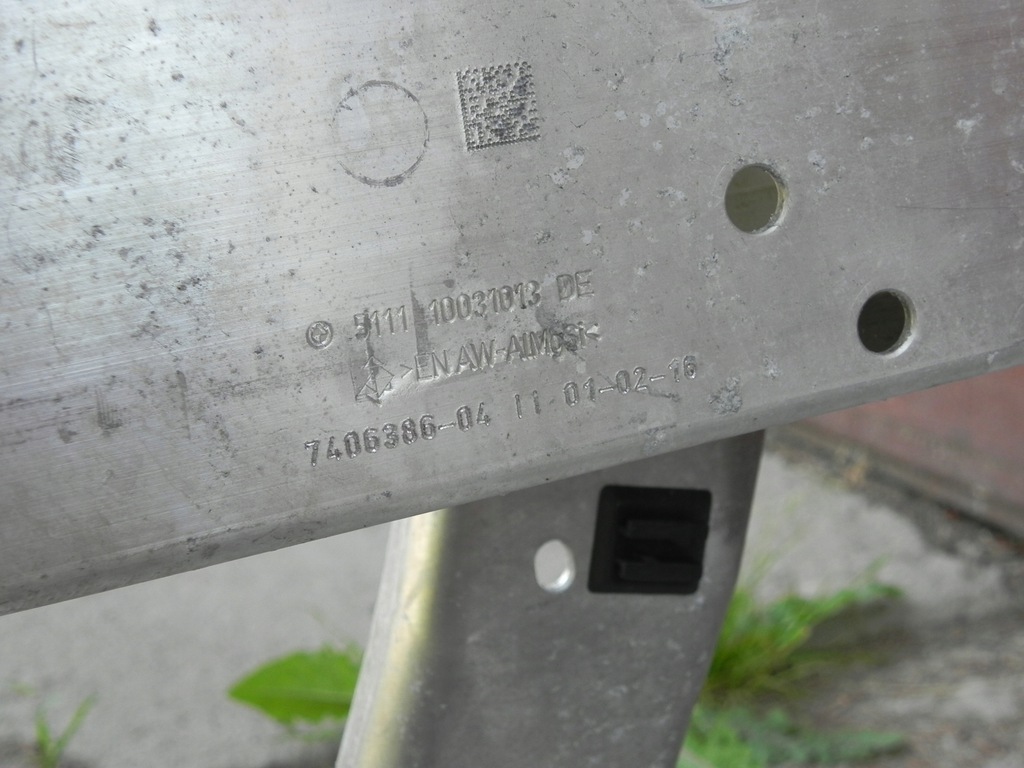 5111 10031013 DE
>EN AW-AlMgSi<
7406386-04 11 01-02-16